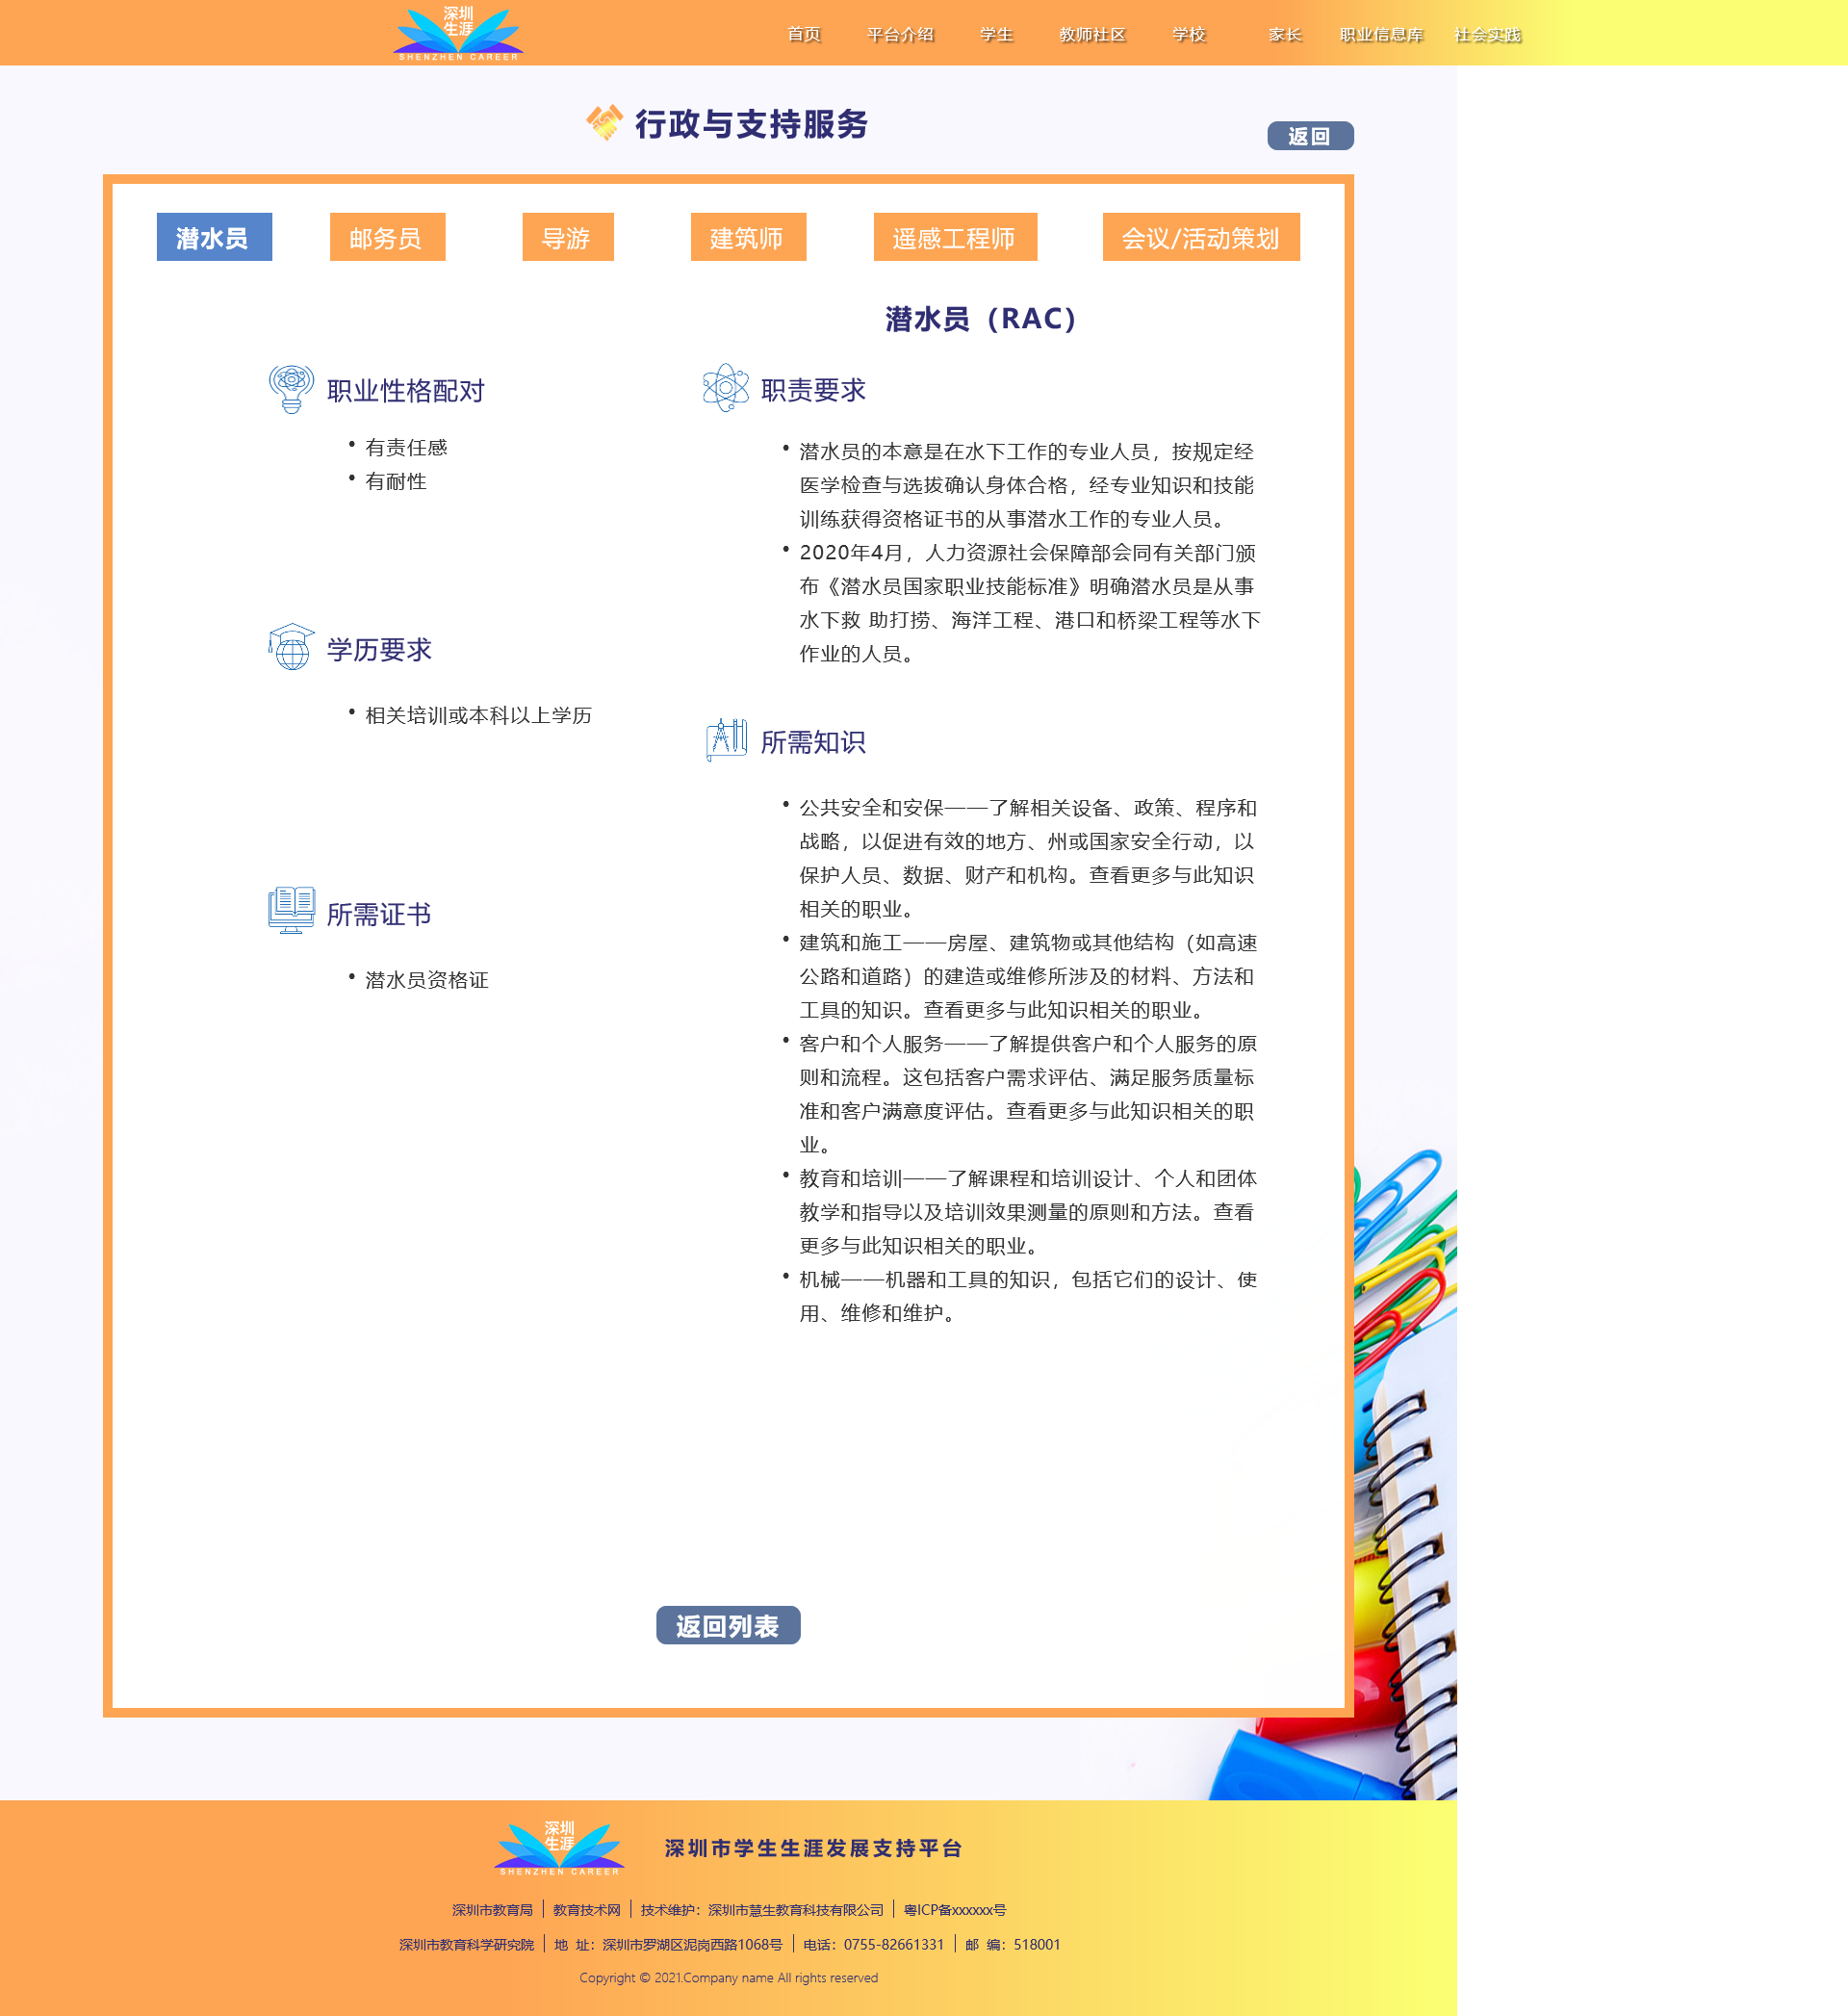 深圳
生涯
SHENZHEN CAREER
首页 平台介绍 学生 教师社区 学校 家长 职业信息库 社会实践
行政与支持服务
返回
潜水员 邮务员 导游 建筑师 遥感工程师 会议/活动策划
潜水员（RAC）
职业性格配对
• 有责任感
• 有耐性
学历要求
• 相关培训或本科以上学历
所需证书
• 潜水员资格证
职责要求
• 潜水员的本意是在水下工作的专业人员，按规定经
医学检查与选拔确认身体合格，经专业知识和技能
训练获得资格证书的从事潜水工作的专业人员。
• 2020年4月，人力资源社会保障部会同有关部门颁
布《潜水员国家职业技能标准》明确潜水员是从事
水下救 助打捞、海洋工程、港口和桥梁工程等水下
作业的人员。
所需知识
• 公共安全和安保——了解相关设备、政策、程序和
战略，以促进有效的地方、州或国家安全行动，以
保护人员、数据、财产和机构。查看更多与此知识
相关的职业。
• 建筑和施工——房屋、建筑物或其他结构（如高速
公路和道路）的建造或维修所涉及的材料、方法和
工具的知识。查看更多与此知识相关的职业。
• 客户和个人服务——了解提供客户和个人服务的原
则和流程。这包括客户需求评估、满足服务质量标
准和客户满意度评估。查看更多与此知识相关的职
业。
• 教育和培训——了解课程和培训设计、个人和团体
教学和指导以及培训效果测量的原则和方法。查看
更多与此知识相关的职业。
• 机械——机器和工具的知识，包括它们的设计、使
用、维修和维护。
返回列表
深圳
生涯
SHENZHEN CAREER
深圳市学生生涯发展支持平台
深圳市教育局 | 教育技术网 | 技术维护：深圳市慧生教育科技有限公司 | 粤ICP备xxxxxx号
深圳市教育科学研究院 | 地 址：深圳市罗湖区泥岗西路1068号 | 电话：0755-82661331 | 邮 编：518001
Copyright © 2021.Company name All rights reserved